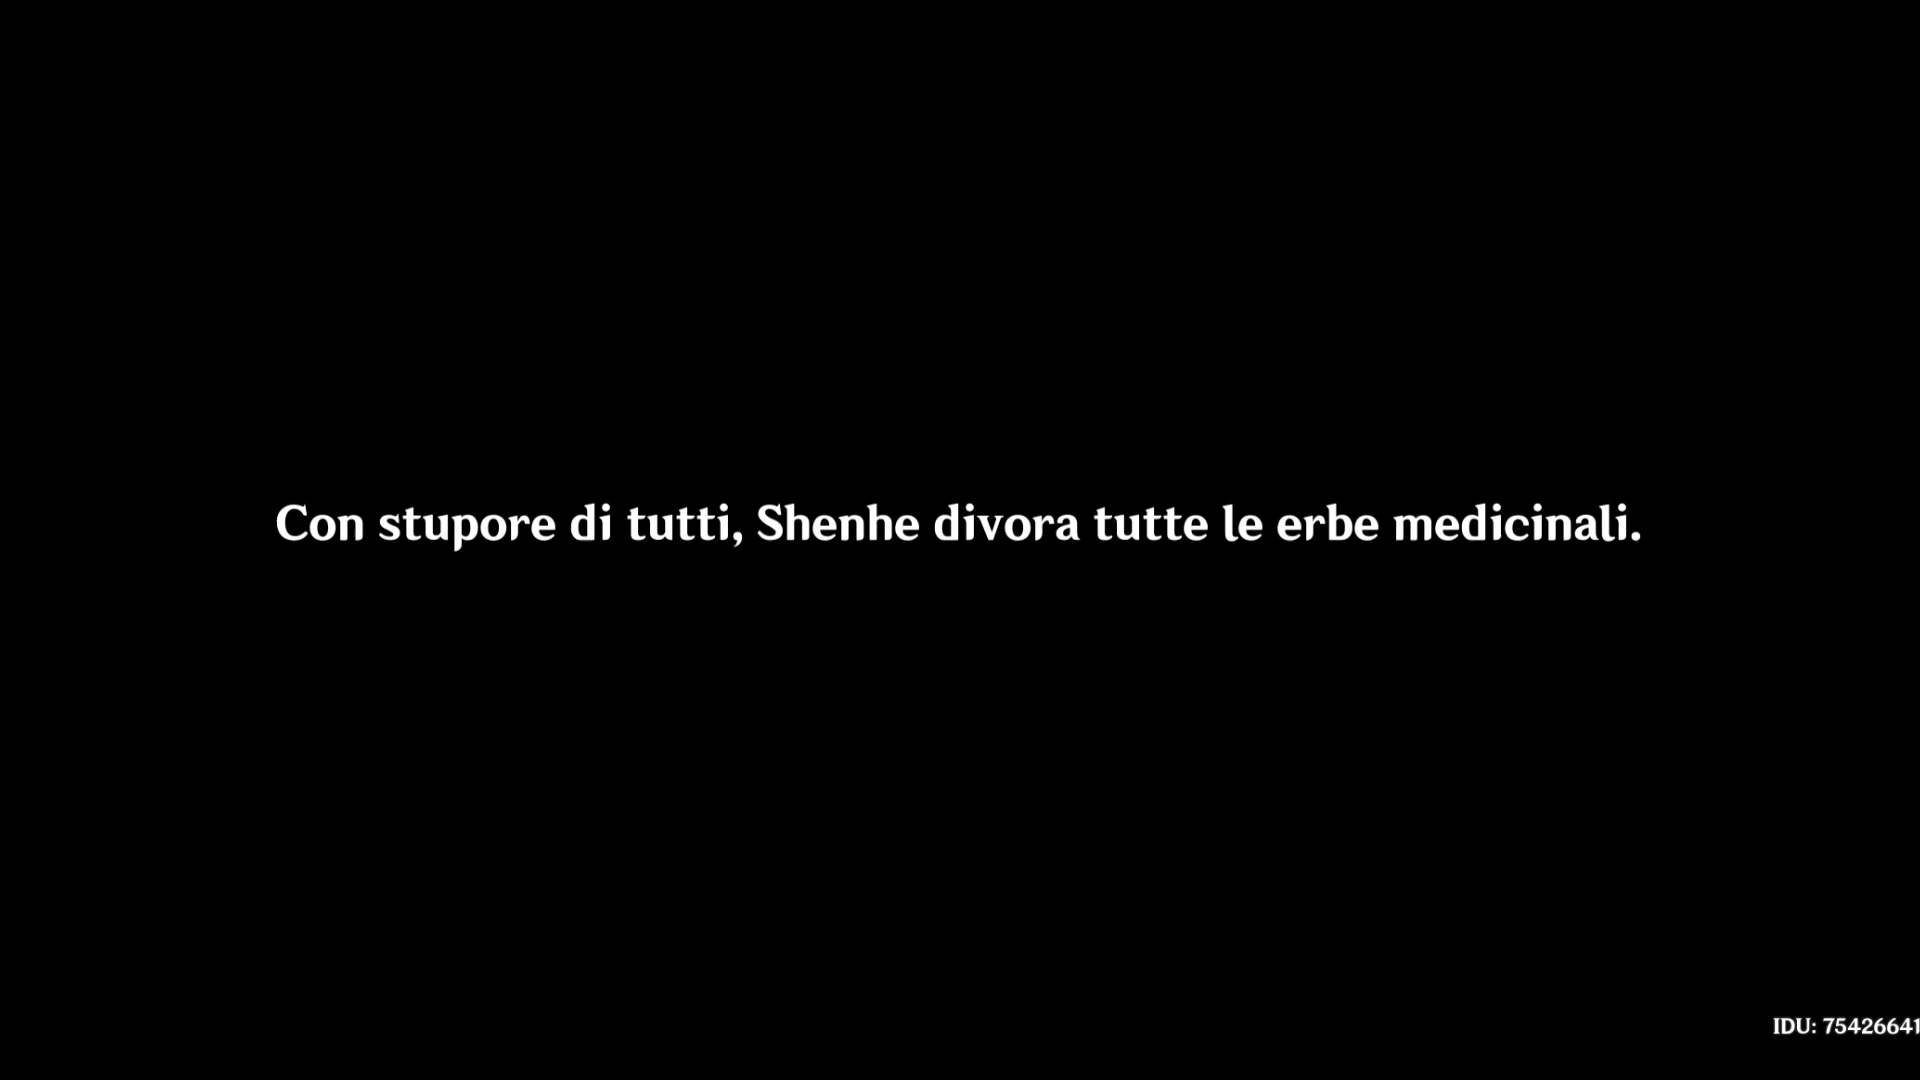 Con stupore di tutti, Shenhe divora tutte le erbe medicinali.
IDU: 75426641